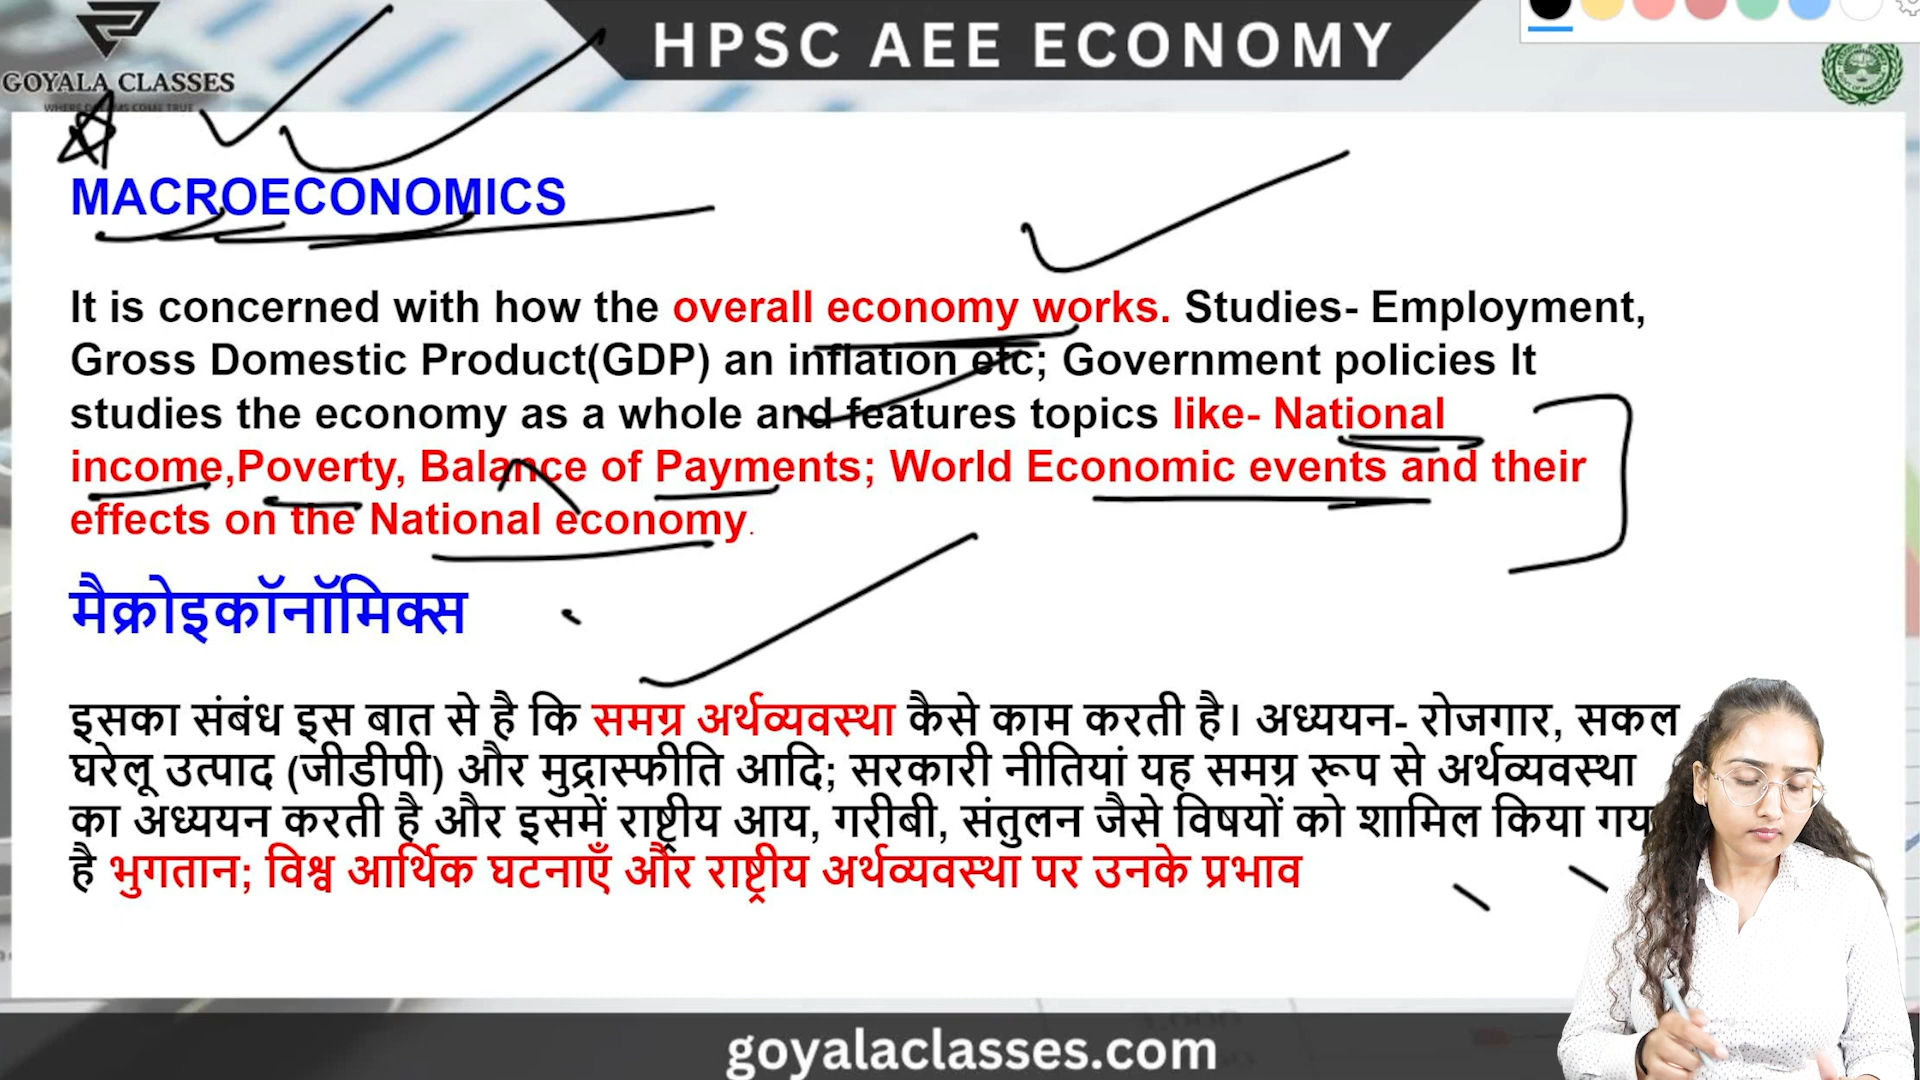 HPSC AEE ECONOMY
GOYALA CLASSES
MACROECONOMICS
It is concerned with how the overall economy works. Studies- Employment,
Gross Domestic Product(GDP) an inflation etc; Government policies It
studies the economy as a whole and features topics like- National
income,Poverty, Balance of Payments; World Economic events and their
effects on the National economy.
मैक्रोइकॉनॉमिक्स
इसका संबंध इस बात से है कि समग्र अर्थव्यवस्था कैसे काम करती है। अध्ययन- रोजगार, सकल
घरेलू उत्पाद (जीडीपी) और मुद्रास्फीति आदि; सरकारी नीतियां यह समग्र रूप से अर्थव्यवस्था
का अध्ययन करती है और इसमें राष्ट्रीय आय, गरीबी, संतुलन जैसे विषयों को शामिल किया
है भुगतान; विश्व आर्थिक घटनाएँ और राष्ट्रीय अर्थव्यवस्था पर उनके प्रभाव
goyalaclasses.com